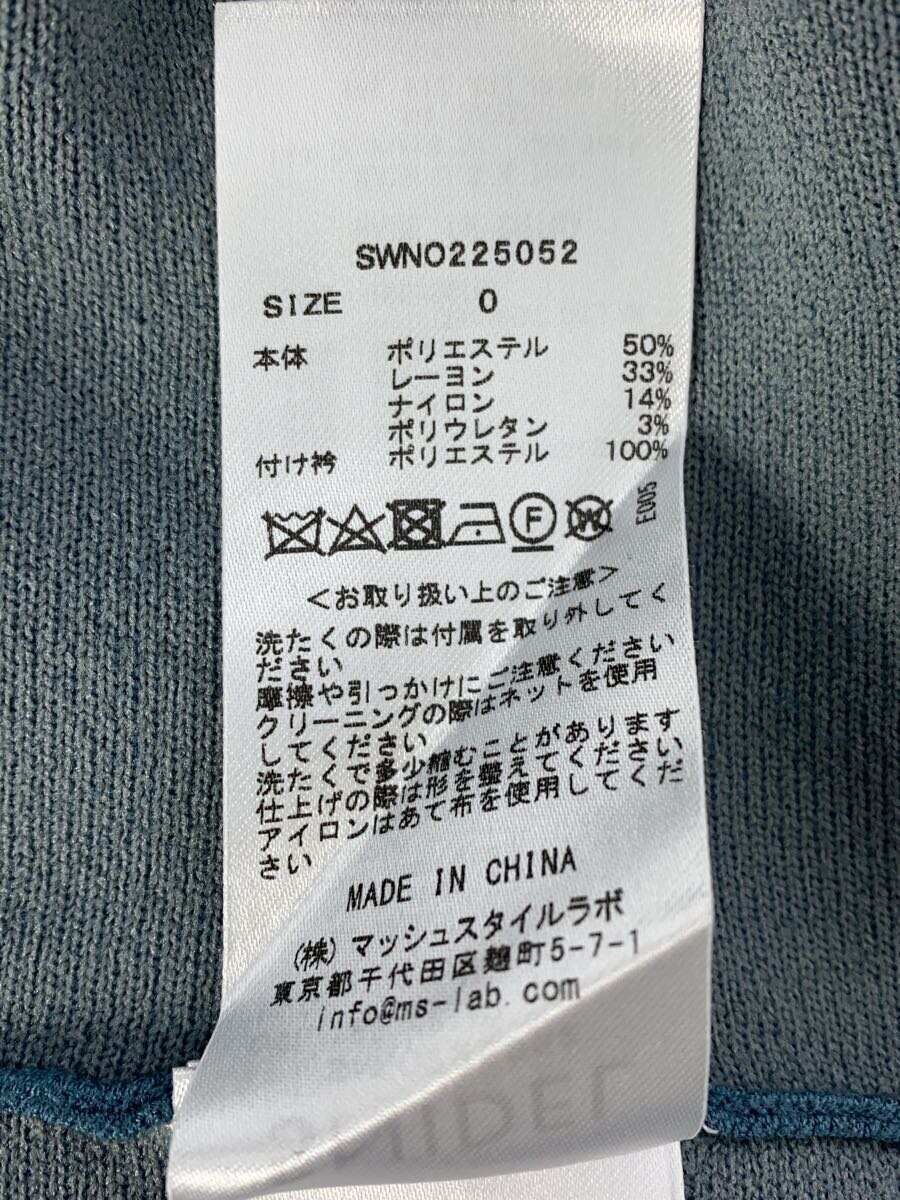 SWNO225052
SIZE 0
本体 ポリエステル 50%
レーヨン 33%
ナイロン 14%
ポリウレタン 3%
付け衿 ポリエステル 100%
F W E005
<お取り扱い上のご注意>
洗たくの際は付属を取り外してく
ださい
摩擦や引っかけにご注意ください
クリーニングの際はネットを使用
してください
洗たくで多少縮むことがあります
仕上げの際は形を整えてください
アイロンはあて布を使用してくだ
さい
MADE IN CHINA
(株)マッシュスタイルラボ
東京都千代田区麹町5-7-1
info@ms-lab.com